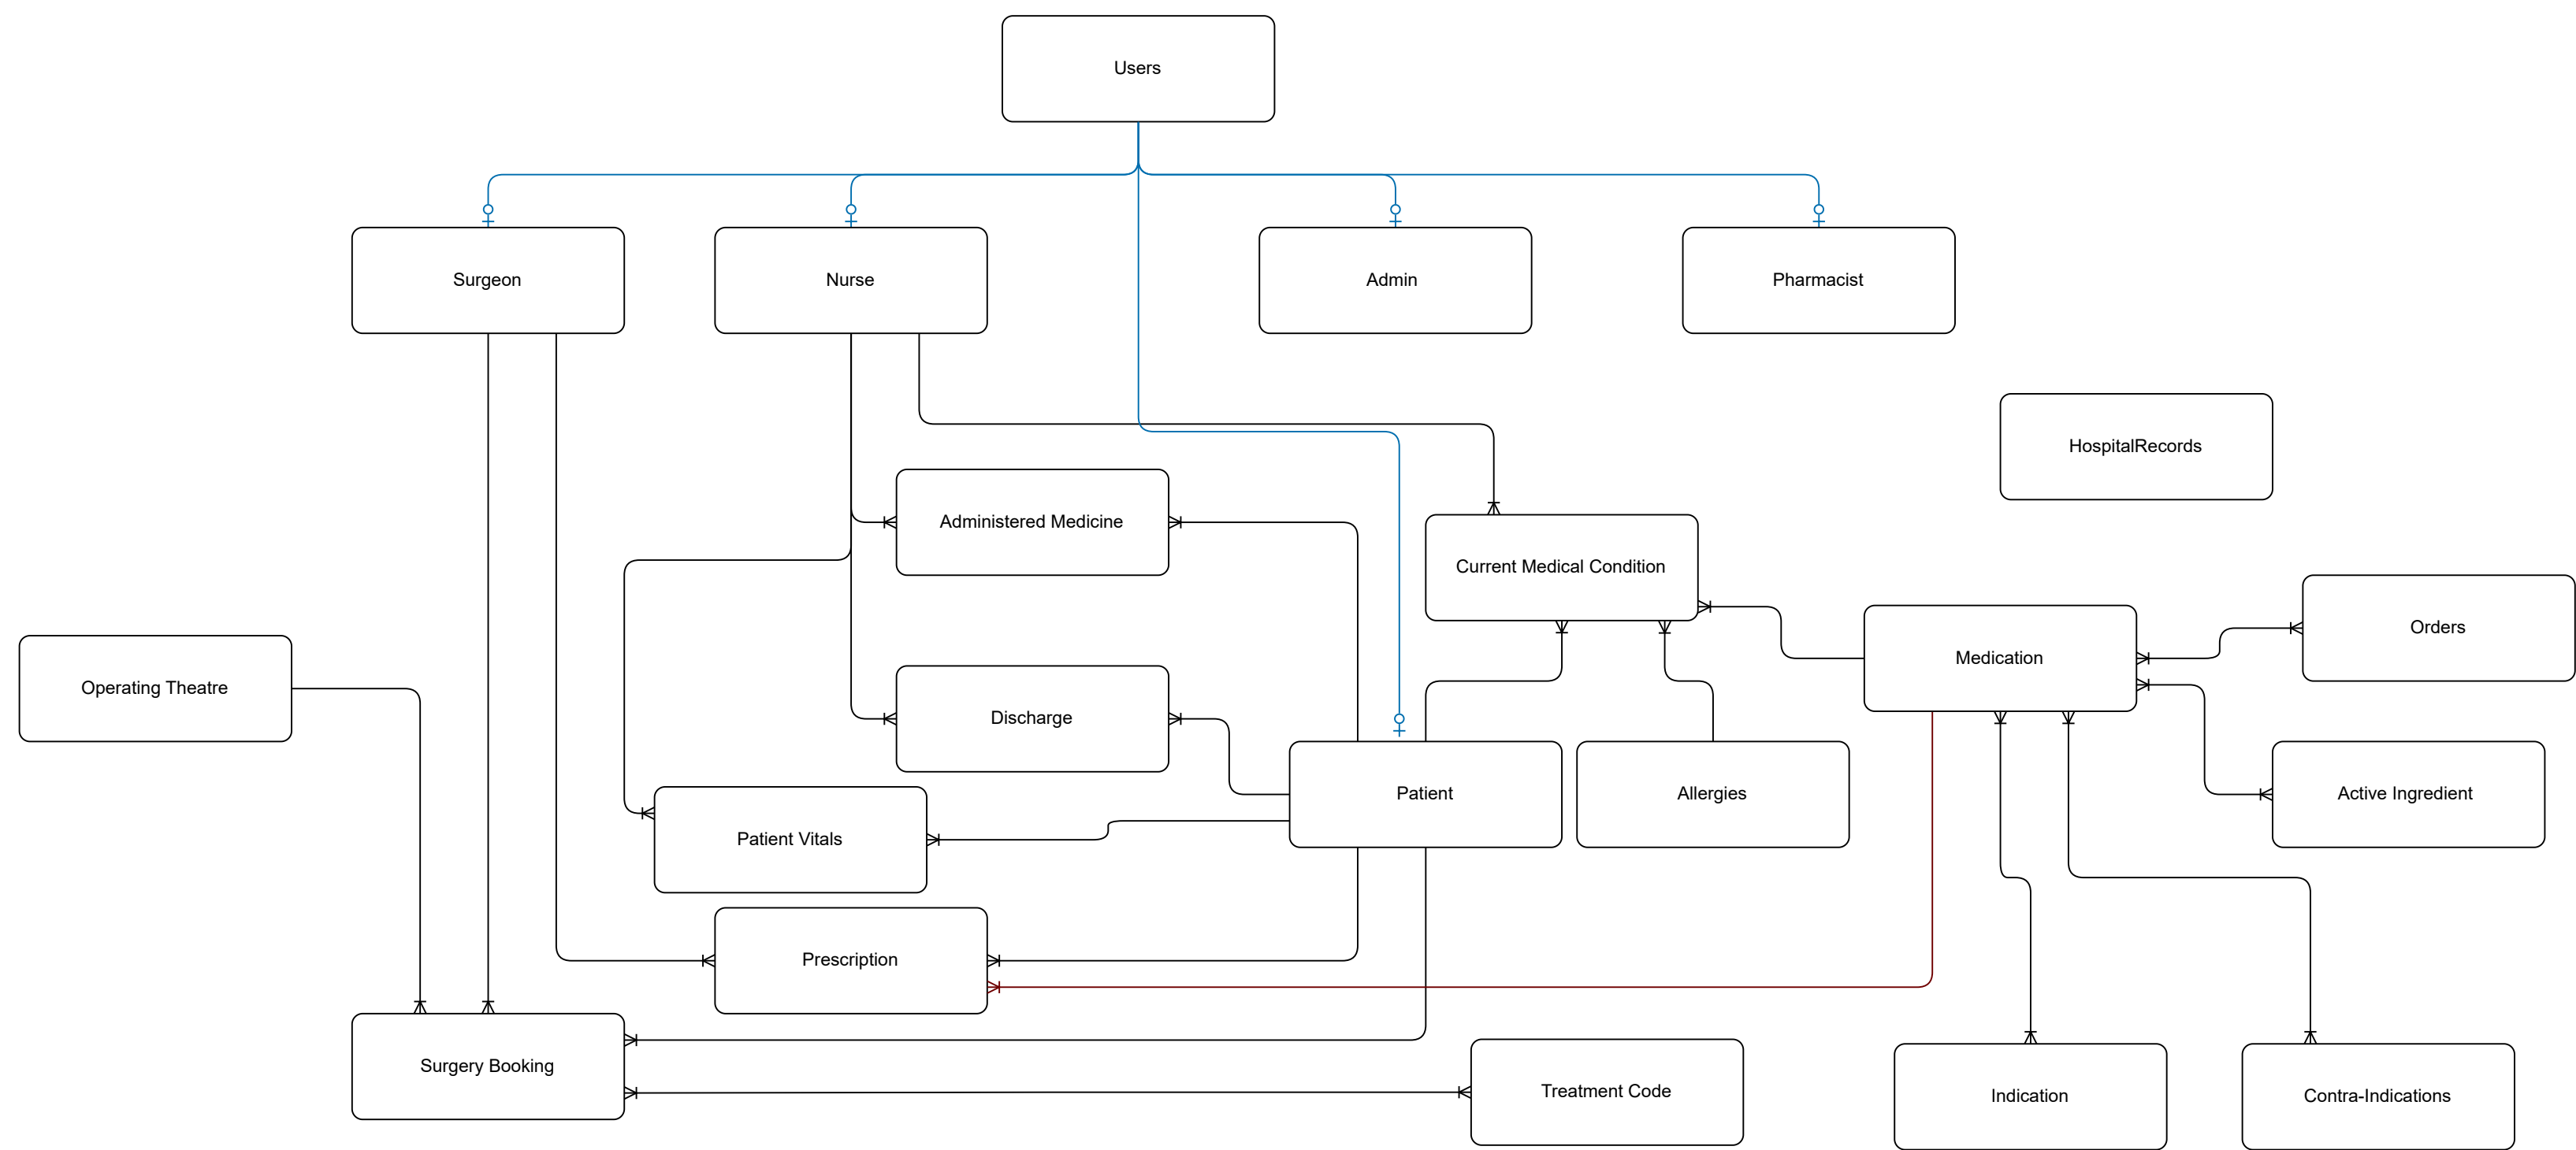 Users
Surgeon
Nurse
Admin
Pharmacist
HospitalRecords
Administered Medicine
Current Medical Condition
Orders
Medication
Operating Theatre
Discharge
Patient
Allergies
Active Ingredient
Patient Vitals
Prescription
Surgery Booking
Treatment Code
Indication
Contra-Indications